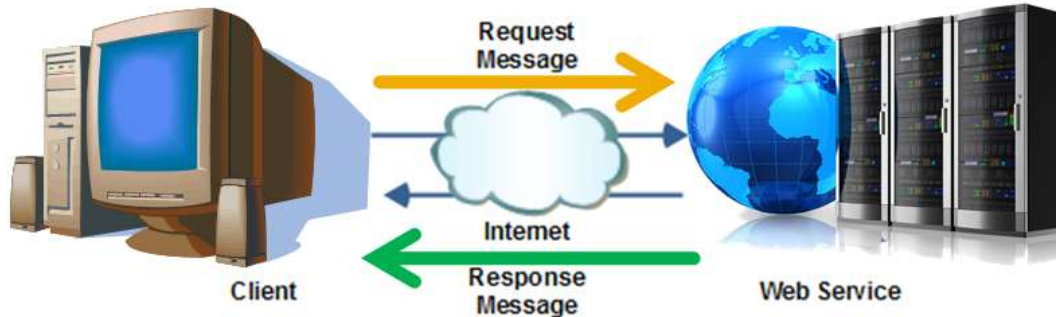 Request
Message
Internet
Response
Message
Client
Web Service